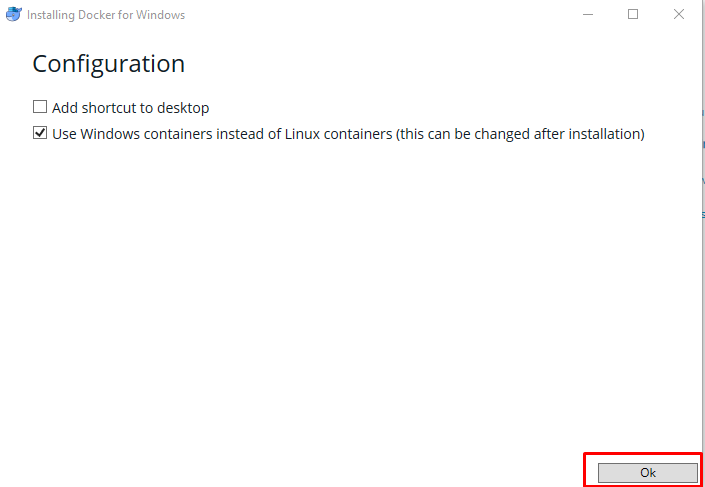 Installing Docker for Windows
Configuration
Add shortcut to desktop
Use Windows containers instead of Linux containers (this can be changed after installation)
Ok